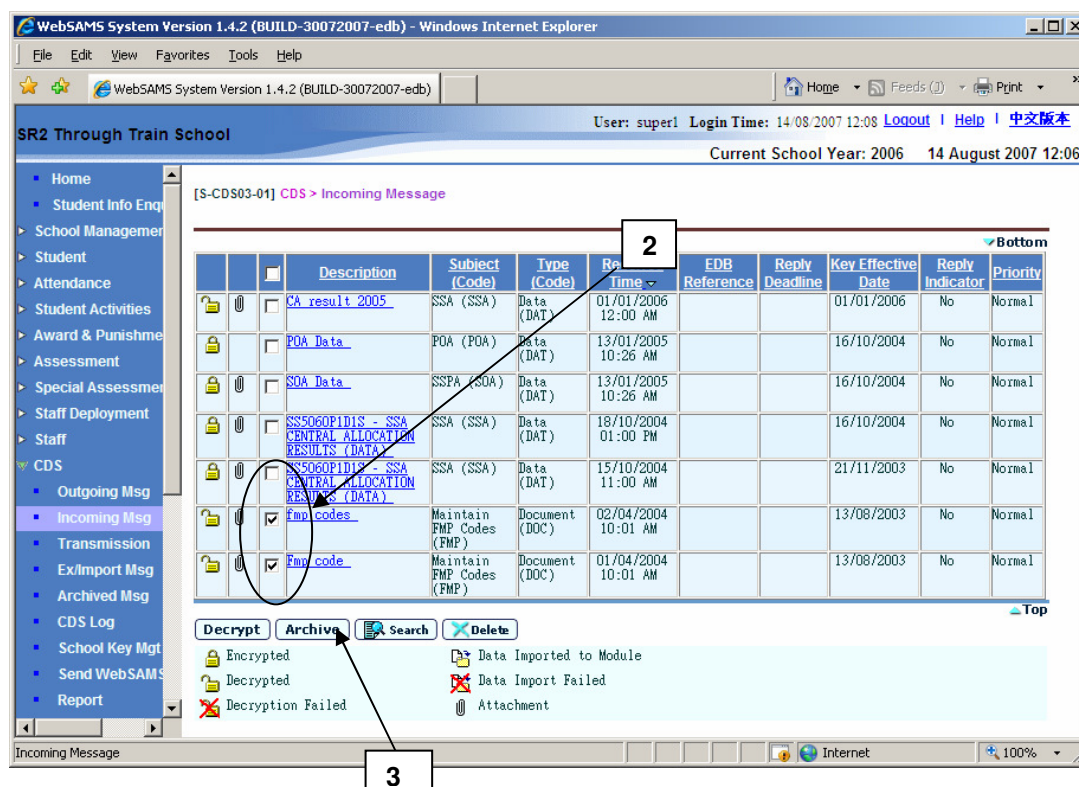 WebSAMS System Version 1.4.2 (BUILD-30072007-edb) - Windows Internet Explorer
File Edit View Favorites Tools Help
WebSAMS System Version 1.4.2 (BUILD-30072007-edb) Home Feeds (J) Print »
SR2 Through Train School User: super1 Login Time: 14/08/2007 12:08 Logout | Help | 中文版本
Current School Year: 2006 14 August 2007 12:06
Home
Student Info Enqu
School Managemen
Student
Attendance
Student Activities
Award & Punishme
Assessment
Special Assessmen
Staff Deployment
Staff
CDS
Outgoing Msg
Incoming Msg
Transmission
Ex/Import Msg
Archived Msg
CDS Log
School Key Mgt
Send WebSAMS
Report
[S-CDS03-01] CDS > Incoming Message
2
Bottom
Description Subject (Code) Type (Code) Time EDB Reference Reply Deadline Key Effective Date Reply Indicator Priority
CA result 2005 SSA (SSA) Data (DAT) 01/01/2006 12:00 AM 01/01/2006 No Normal
POA Data POA (POA) Data (DAT) 13/01/2005 10:26 AM 16/10/2004 No Normal
SOA Data SSPA (SOA) Data (DAT) 13/01/2005 10:26 AM 16/10/2004 No Normal
SS5060P1D1S - SSA CENTRAL ALLOCATION RESULTS (DATA) SSA (SSA) Data (DAT) 18/10/2004 01:00 PM 16/10/2004 No Normal
SS5060P1D1S - SSA CENTRAL ALLOCATION RESULTS (DATA) SSA (SSA) Data (DAT) 15/10/2004 11:00 AM 21/11/2003 No Normal
fmp codes Maintain FMP Codes (FMP) Document (DOC) 02/04/2004 10:01 AM 13/08/2003 No Normal
Fmp code Maintain FMP Codes (FMP) Document (DOC) 01/04/2004 10:01 AM 13/08/2003 No Normal
Top
Decrypt Archive Search Delete
Encrypted Data Imported to Module
Decrypted Data Import Failed
Decryption Failed Attachment
Incoming Message Internet 100%
3